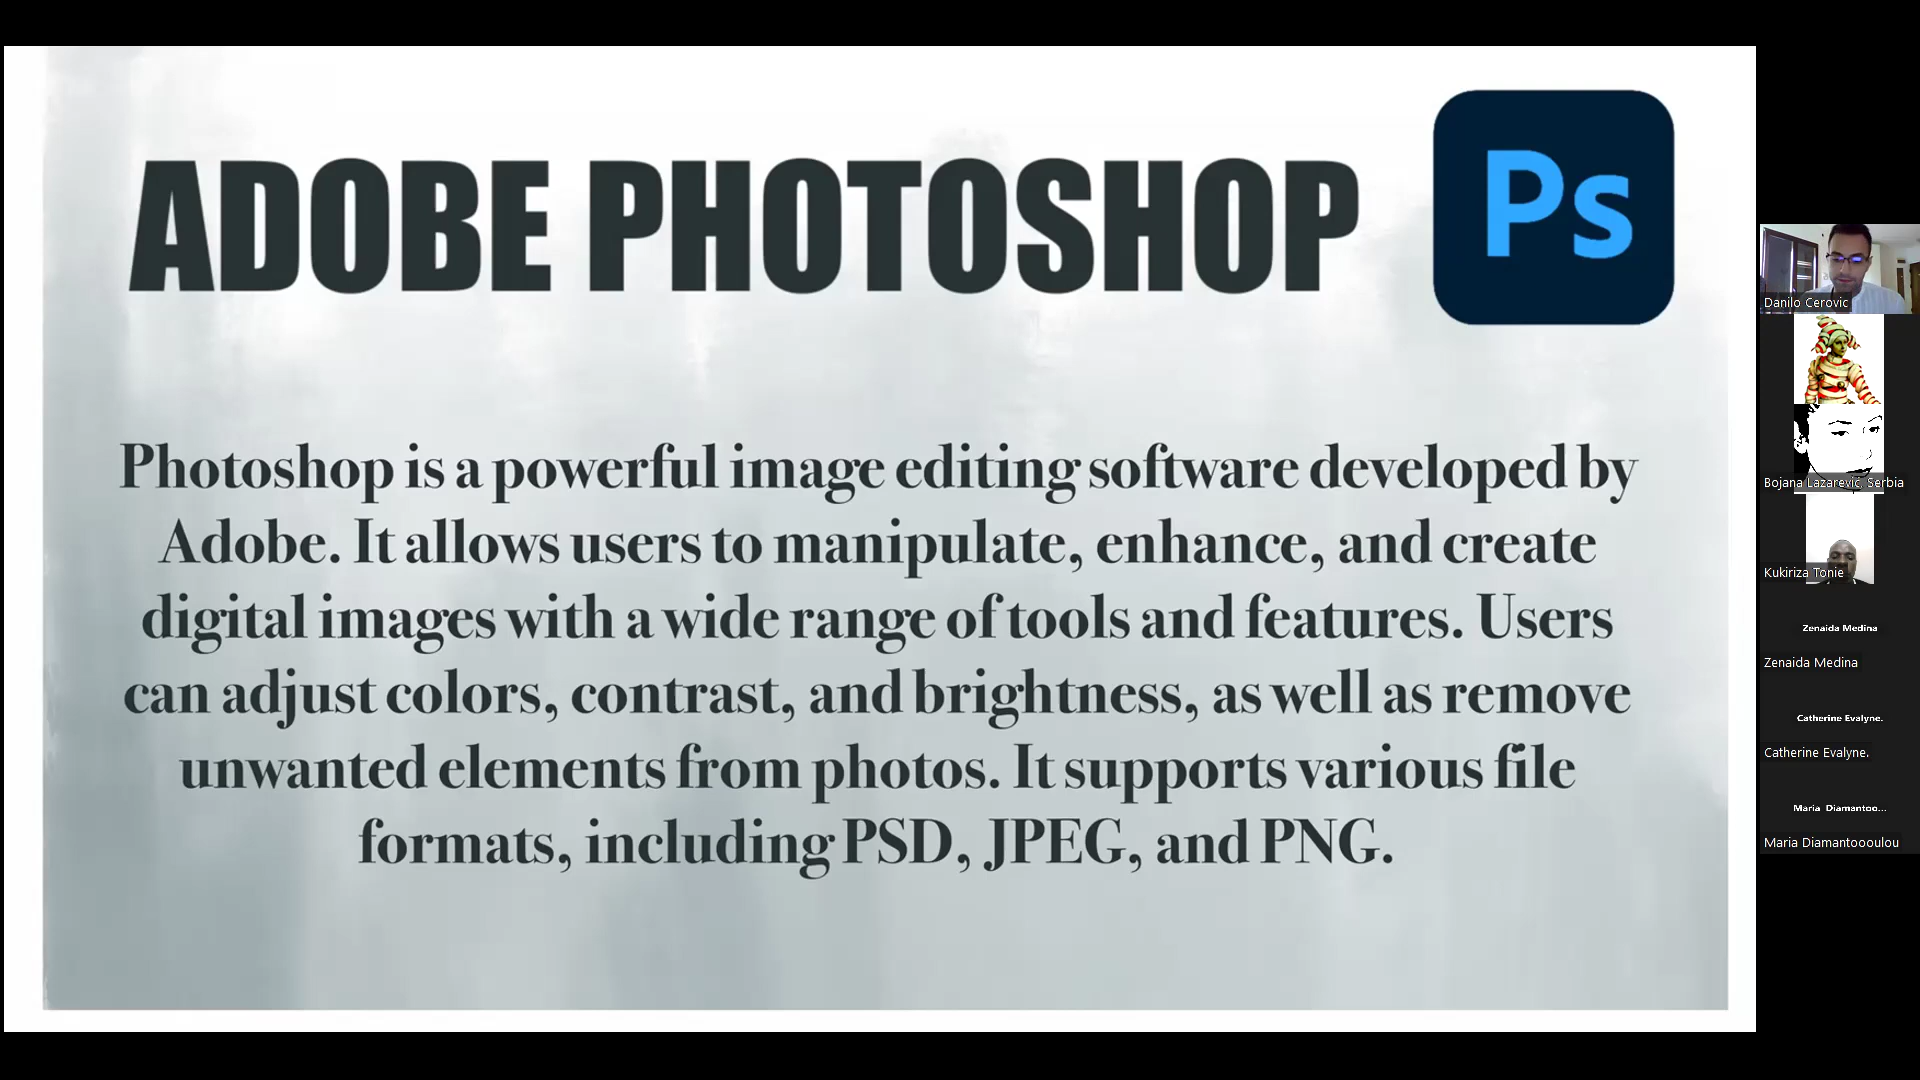 ADOBE PHOTOSHOP
Ps
Photoshop is a powerful image editing software developed by
Adobe. It allows users to manipulate, enhance, and create
digital images with a wide range of tools and features. Users
can adjust colors, contrast, and brightness, as well as remove
unwanted elements from photos. It supports various file
formats, including PSD, JPEG, and PNG.
Danilo Cerovic
Bojana Lazarević, Serbia
Kukiriza Tonie
Zenaida Medina
Zenaida Medina
Catherine Evalyne.
Catherine Evalyne.
Maria Diamantoo...
Maria Diamantoooulou